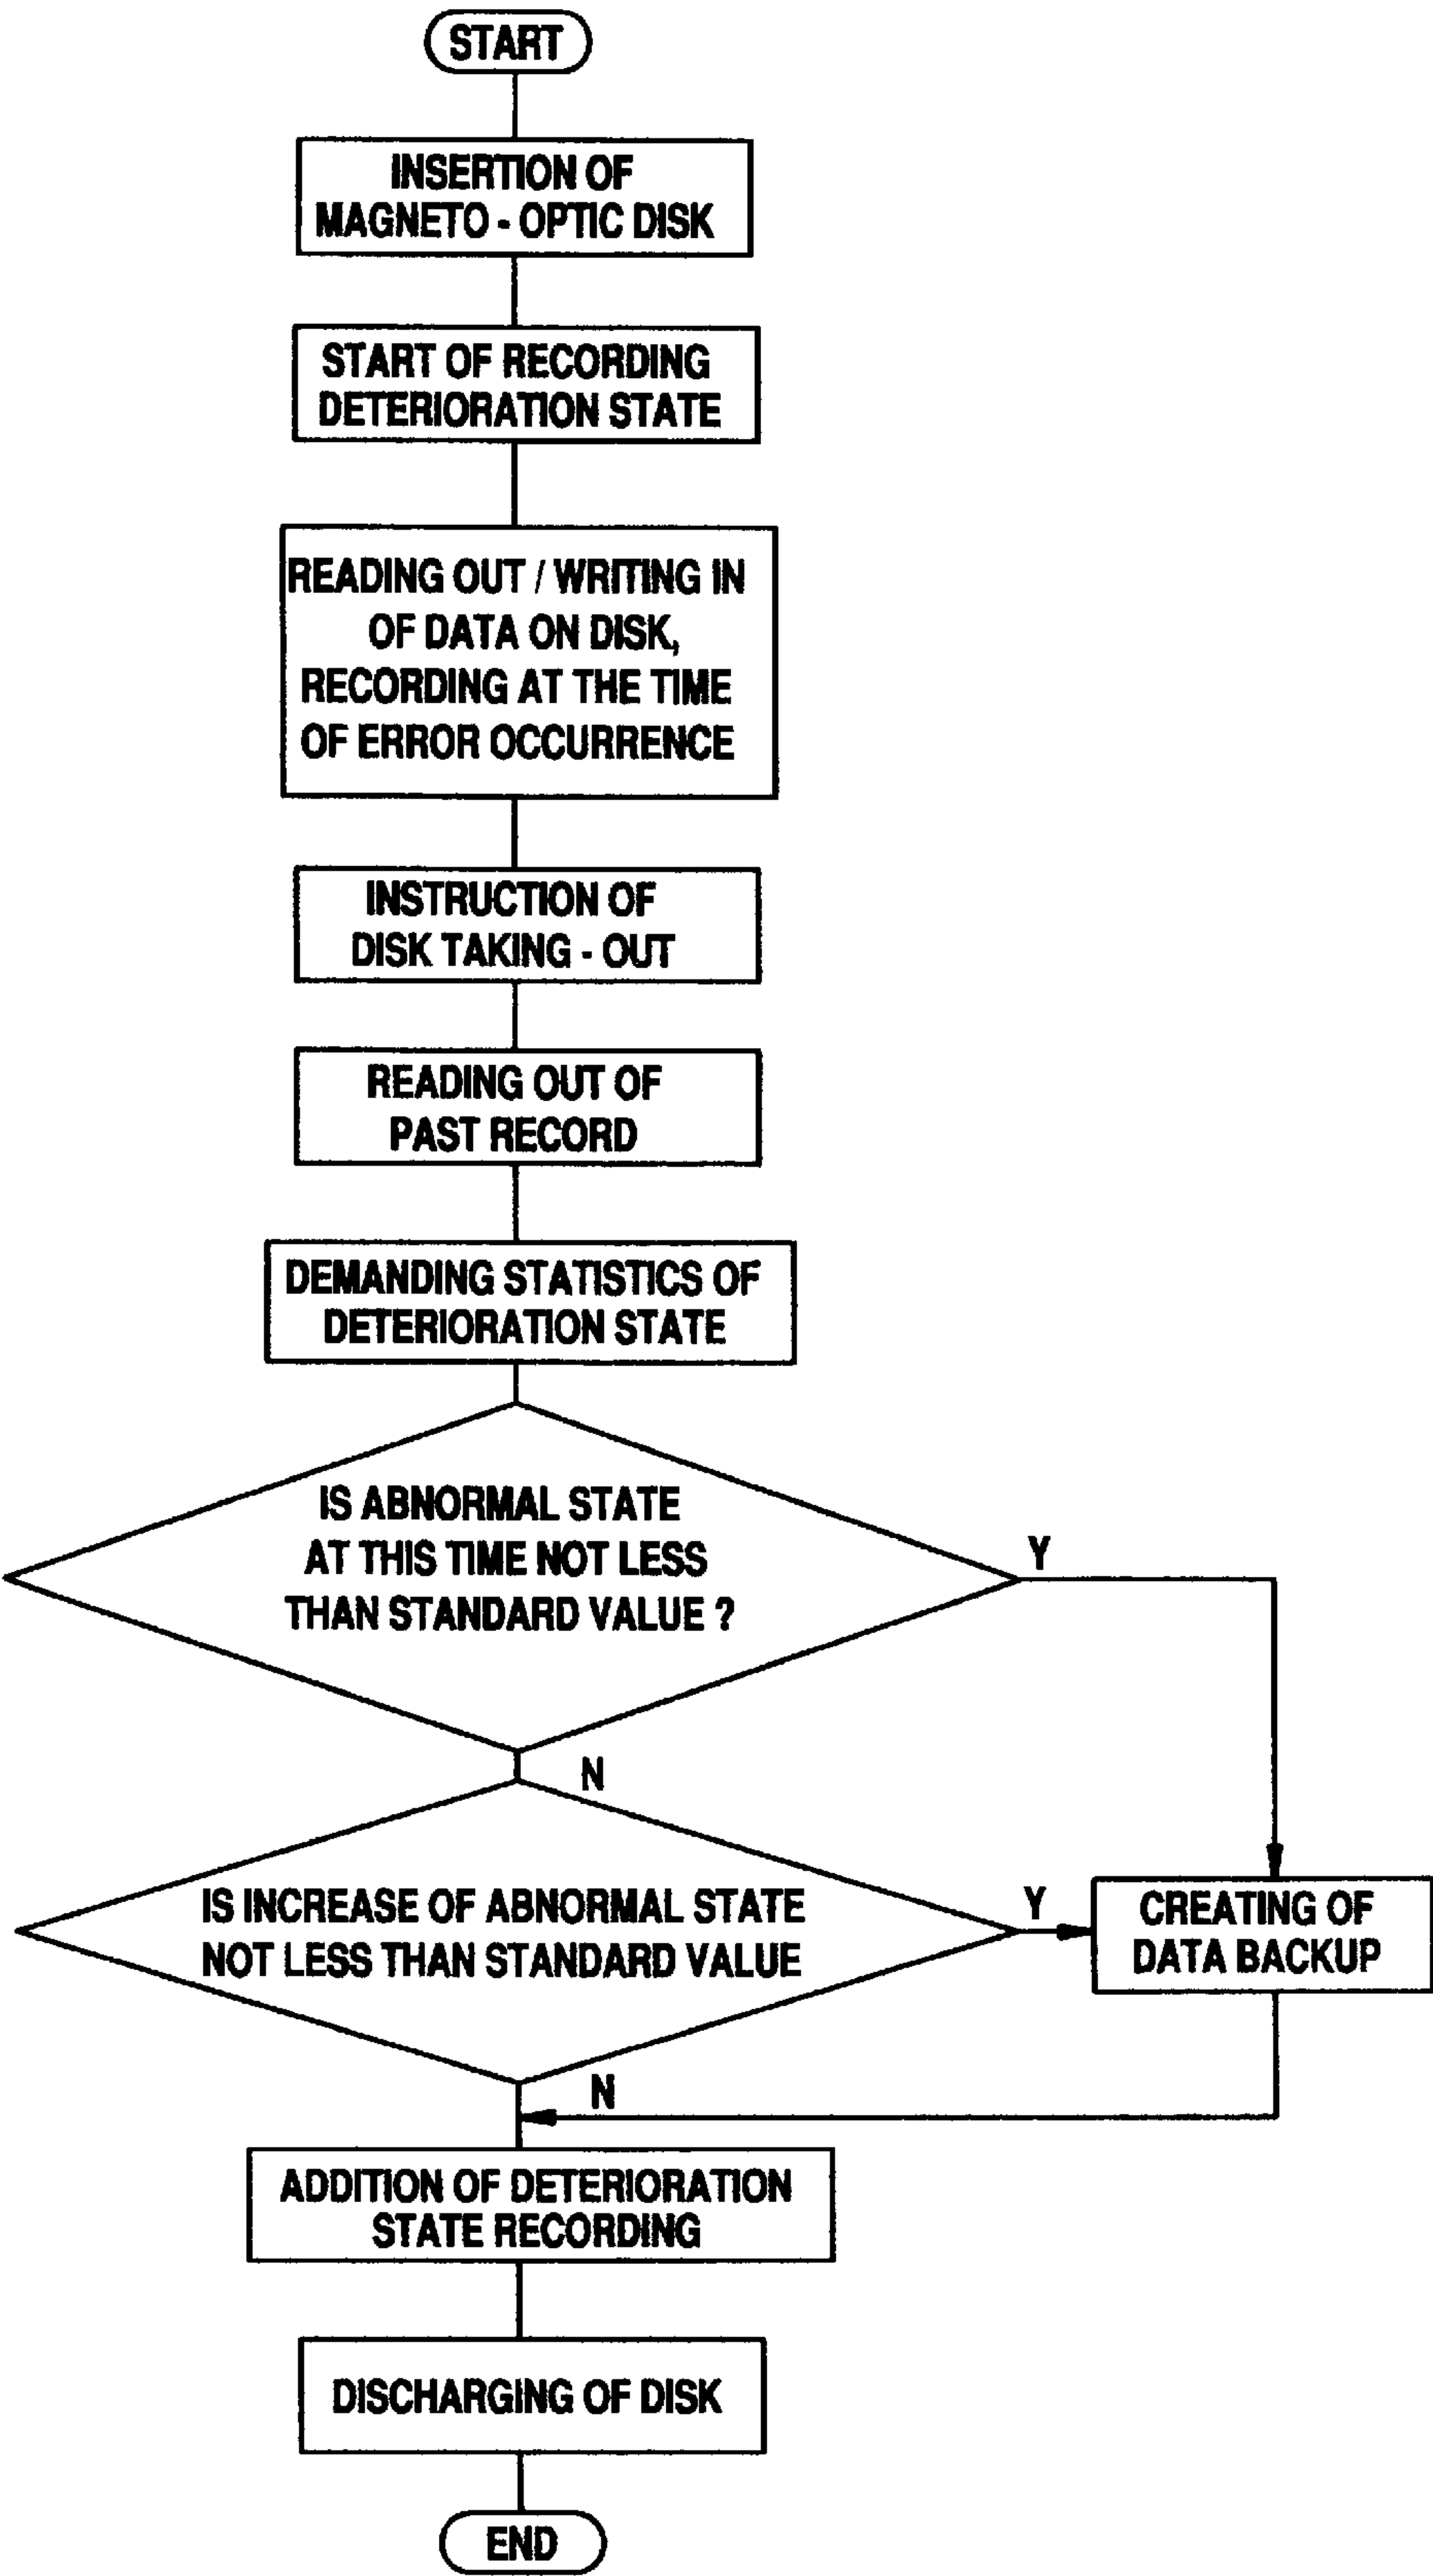 START
INSERTION OF
MAGNETO - OPTIC DISK
START OF RECORDING
DETERIORATION STATE
READING OUT / WRITING IN
OF DATA ON DISK,
RECORDING AT THE TIME
OF ERROR OCCURRENCE
INSTRUCTION OF
DISK TAKING - OUT
READING OUT OF
PAST RECORD
DEMANDING STATISTICS OF
DETERIORATION STATE
IS ABNORMAL STATE
AT THIS TIME NOT LESS
THAN STANDARD VALUE ?
Y
N
IS INCREASE OF ABNORMAL STATE
NOT LESS THAN STANDARD VALUE
Y
CREATING OF
DATA BACKUP
N
ADDITION OF DETERIORATION
STATE RECORDING
DISCHARGING OF DISK
END